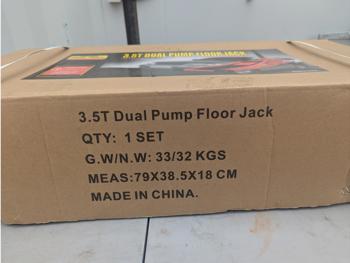 3.5T DUAL PUMP FLOOR JACK
3.5T Dual Pump Floor Jack
QTY: 1 SET
G.W/N.W: 33/32 KGS
MEAS:79X38.5X18 CM
MADE IN CHINA.